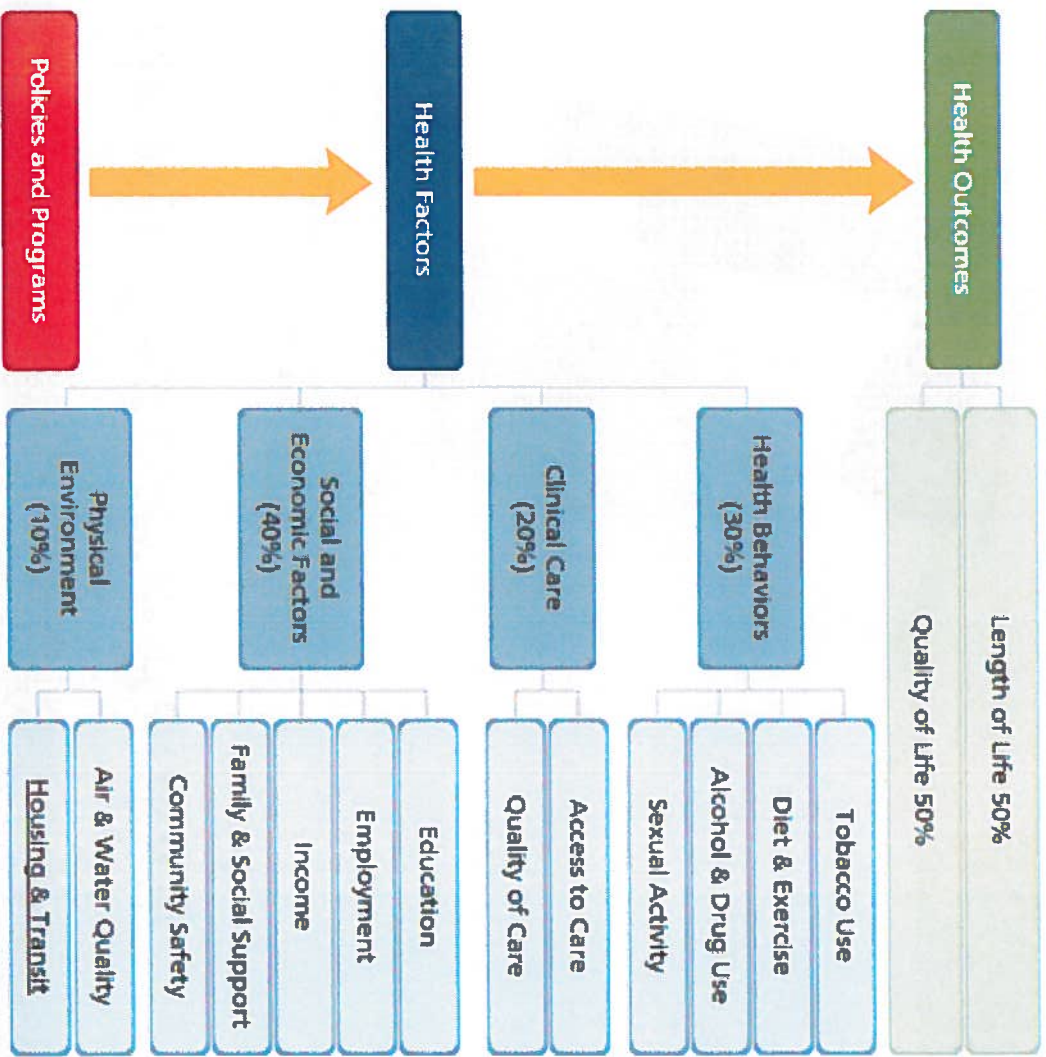 Health Outcomes
Length of Life 50%
Quality of Life 50%
Health Factors
Health Behaviors
(30%)
Tobacco Use
Diet & Exercise
Alcohol & Drug Use
Sexual Activity
Clinical Care
(20%)
Access to Care
Quality of Care
Social and
Economic Factors
(40%)
Education
Employment
Income
Family & Social Support
Community Safety
Physical
Environment
(10%)
Air & Water Quality
Housing & Transit
Policies and Programs